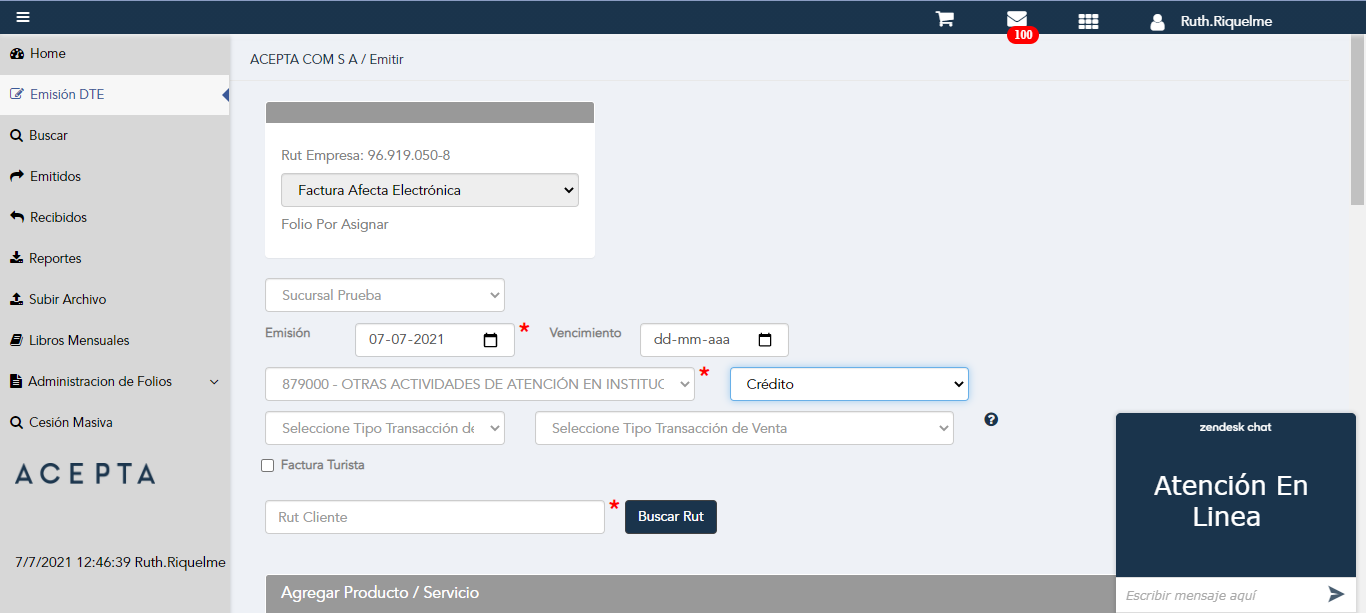 100
Ruth.Riquelme
Home
Emisión DTE
Buscar
Emitidos
Recibidos
Reportes
Subir Archivo
Libros Mensuales
Administracion de Folios
Cesión Masiva
ACEPTA
7/7/2021 12:46:39 Ruth.Riquelme
ACEPTA COM S A / Emitir
Rut Empresa: 96.919.050-8
Factura Afecta Electrónica
Folio Por Asignar
Sucursal Prueba
Emisión 07-07-2021 * Vencimiento dd-mm-aaa
879000 - OTRAS ACTIVIDADES DE ATENCIÓN EN INSTITUC * Crédito
Seleccione Tipo Transacción de Seleccione Tipo Transacción de Venta ?
Factura Turista
Rut Cliente * Buscar Rut
Agregar Producto / Servicio
zendesk chat
Atención En
Linea
Escribir mensaje aquí